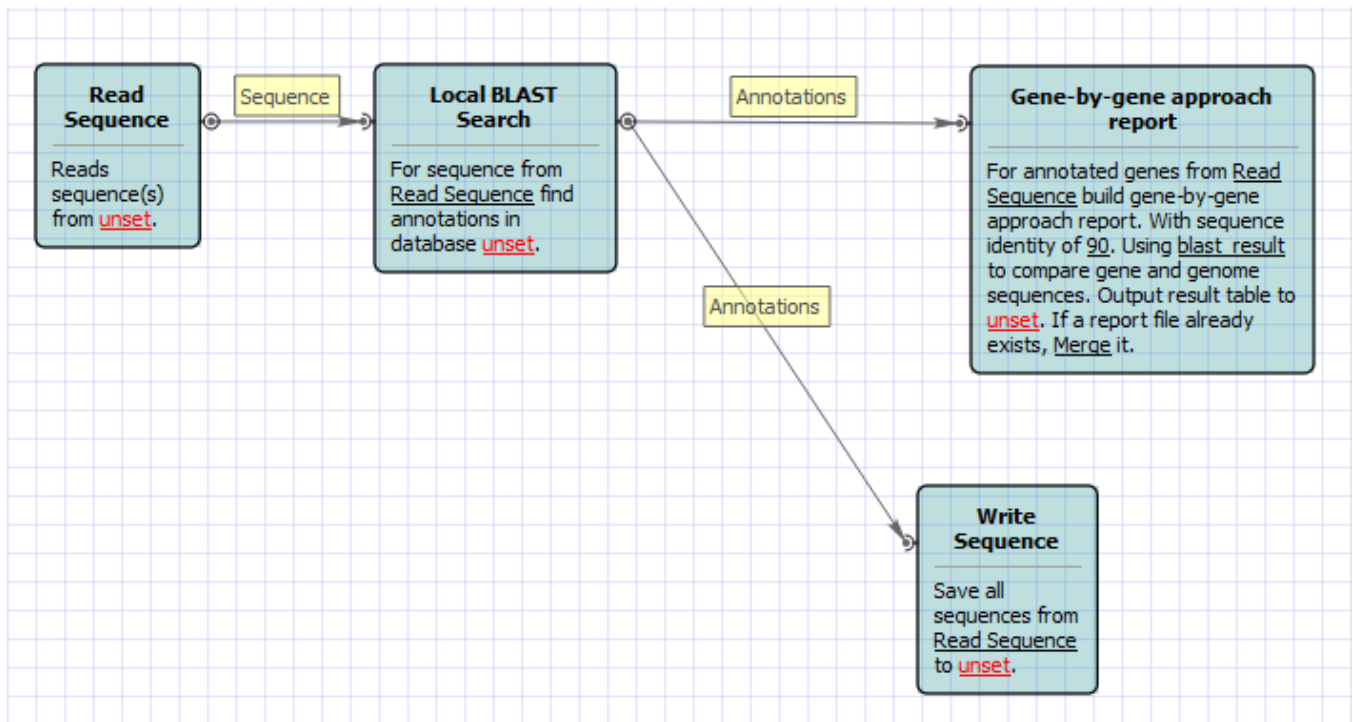 Read
Sequence
Reads
sequence(s)
from unset.
Sequence
Local BLAST
Search
For sequence from
Read Sequence find
annotations in
database unset.
Annotations
Annotations
Gene-by-gene approach
report
For annotated genes from Read
Sequence build gene-by-gene
approach report. With sequence
identity of 90. Using blast_result
to compare gene and genome
sequences. Output result table to
unset. If a report file already
exists, Merge it.
Write
Sequence
Save all
sequences from
Read Sequence
to unset.